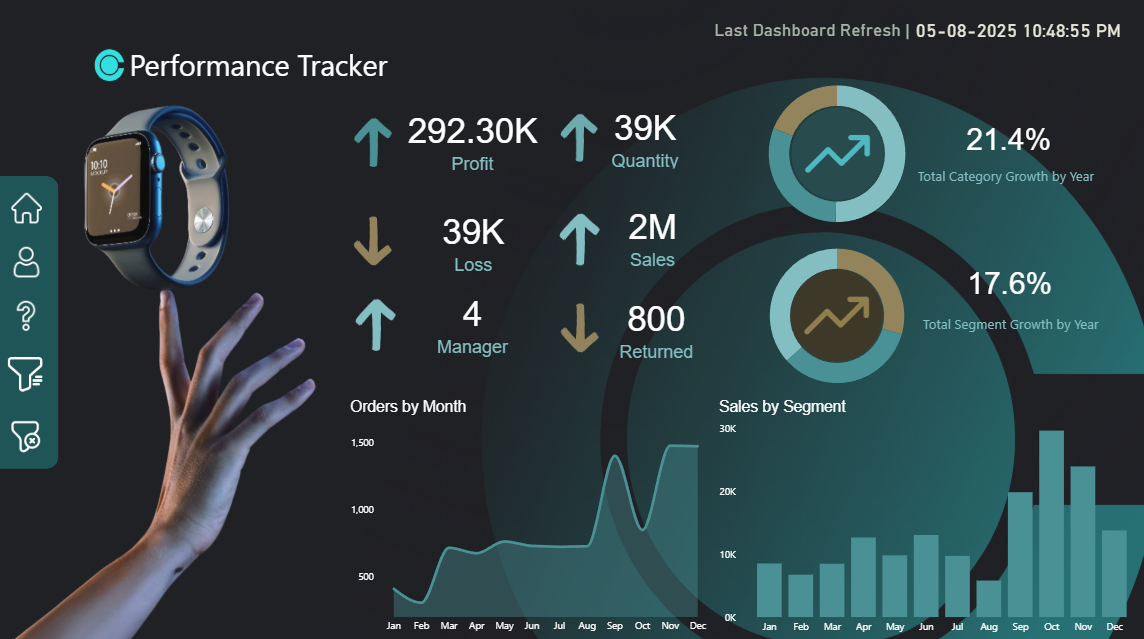 Last Dashboard Refresh | 05-08-2025 10:48:55 PM
Performance Tracker
10:10
292.30K
Profit
39K
Quantity
21.4%
Total Category Growth by Year
39K
Loss
2M
Sales
17.6%
Total Segment Growth by Year
4
Manager
800
Returned
Orders by Month
1,500
1,000
500
Jan Feb Mar Apr May Jun Jul Aug Sep Oct Nov Dec
Sales by Segment
30K
20K
10K
0K
Jan Feb Mar Apr May Jun Jul Aug Sep Oct Nov Dec